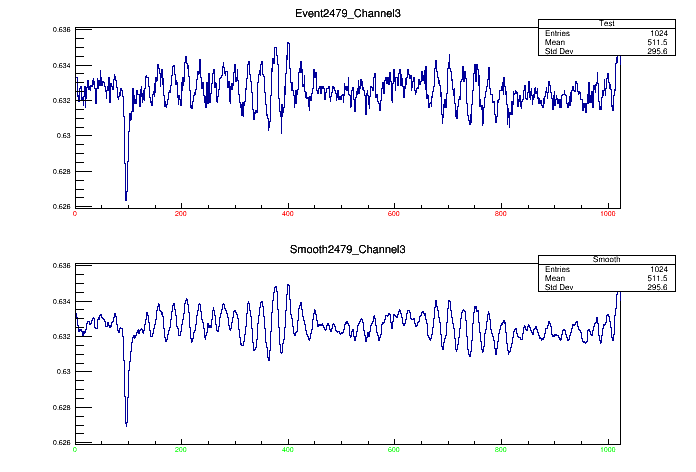 Event2479_Channel3
Test
Entries 1024
Mean 511.5
Std Dev 295.6
0.636
0.634
0.632
0.63
0.628
0.626
0 200 400 600 800 1000
Smooth2479_Channel3
Smooth
Entries 1024
Mean 511.5
Std Dev 295.6
0.636
0.634
0.632
0.63
0.628
0.626
0 200 400 600 800 1000